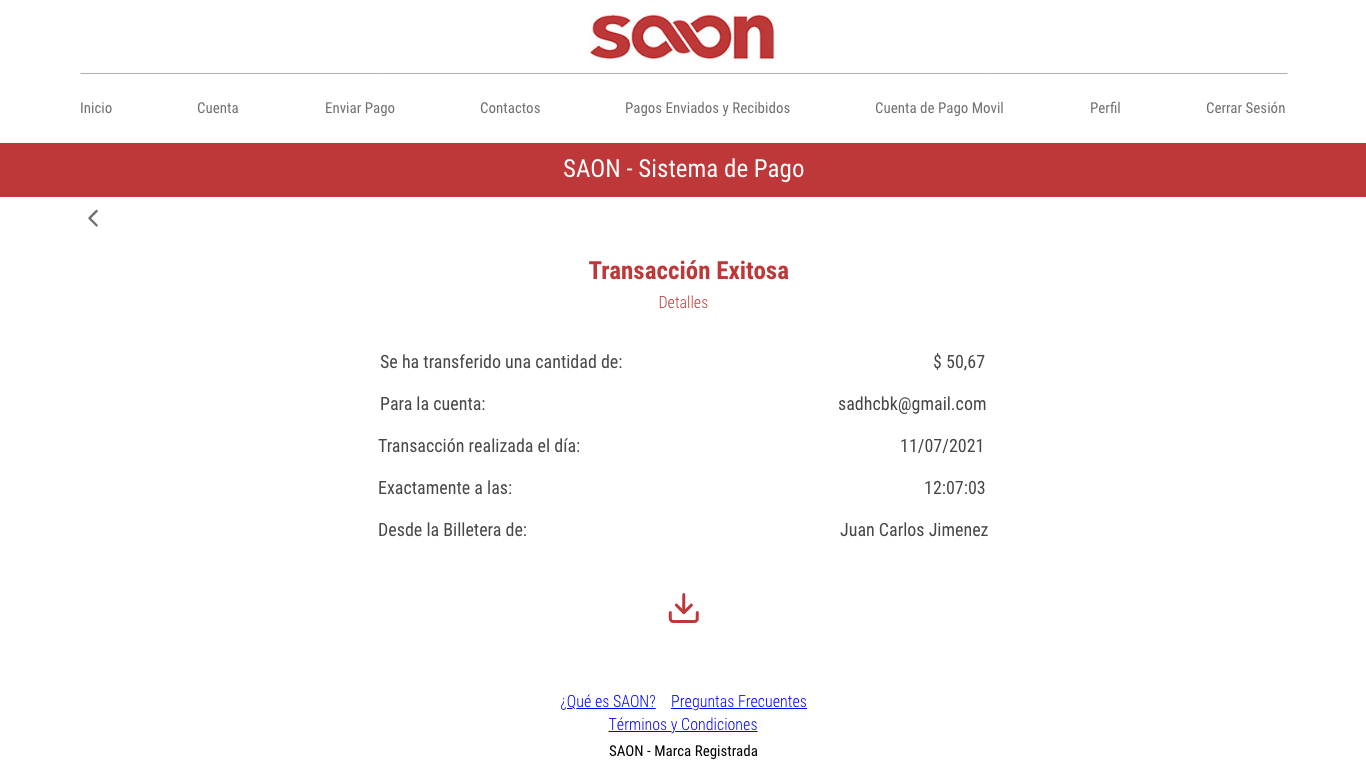 saon
Inicio Cuenta Enviar Pago Contactos Pagos Enviados y Recibidos Cuenta de Pago Movil Perfil Cerrar Sesión
SAON - Sistema de Pago
Transacción Exitosa
Detalles
Se ha transferido una cantidad de: $ 50,67
Para la cuenta: sadhcbk@gmail.com
Transacción realizada el día: 11/07/2021
Exactamente a las: 12:07:03
Desde la Billetera de: Juan Carlos Jimenez
¿Qué es SAON? Preguntas Frecuentes
Términos y Condiciones
SAON - Marca Registrada